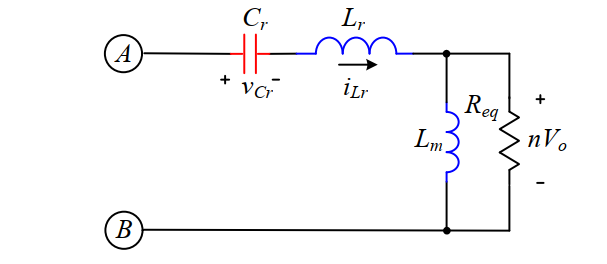 Cr Lr
A
+ vCr - iLr
Req +
Lm nVo
-
B